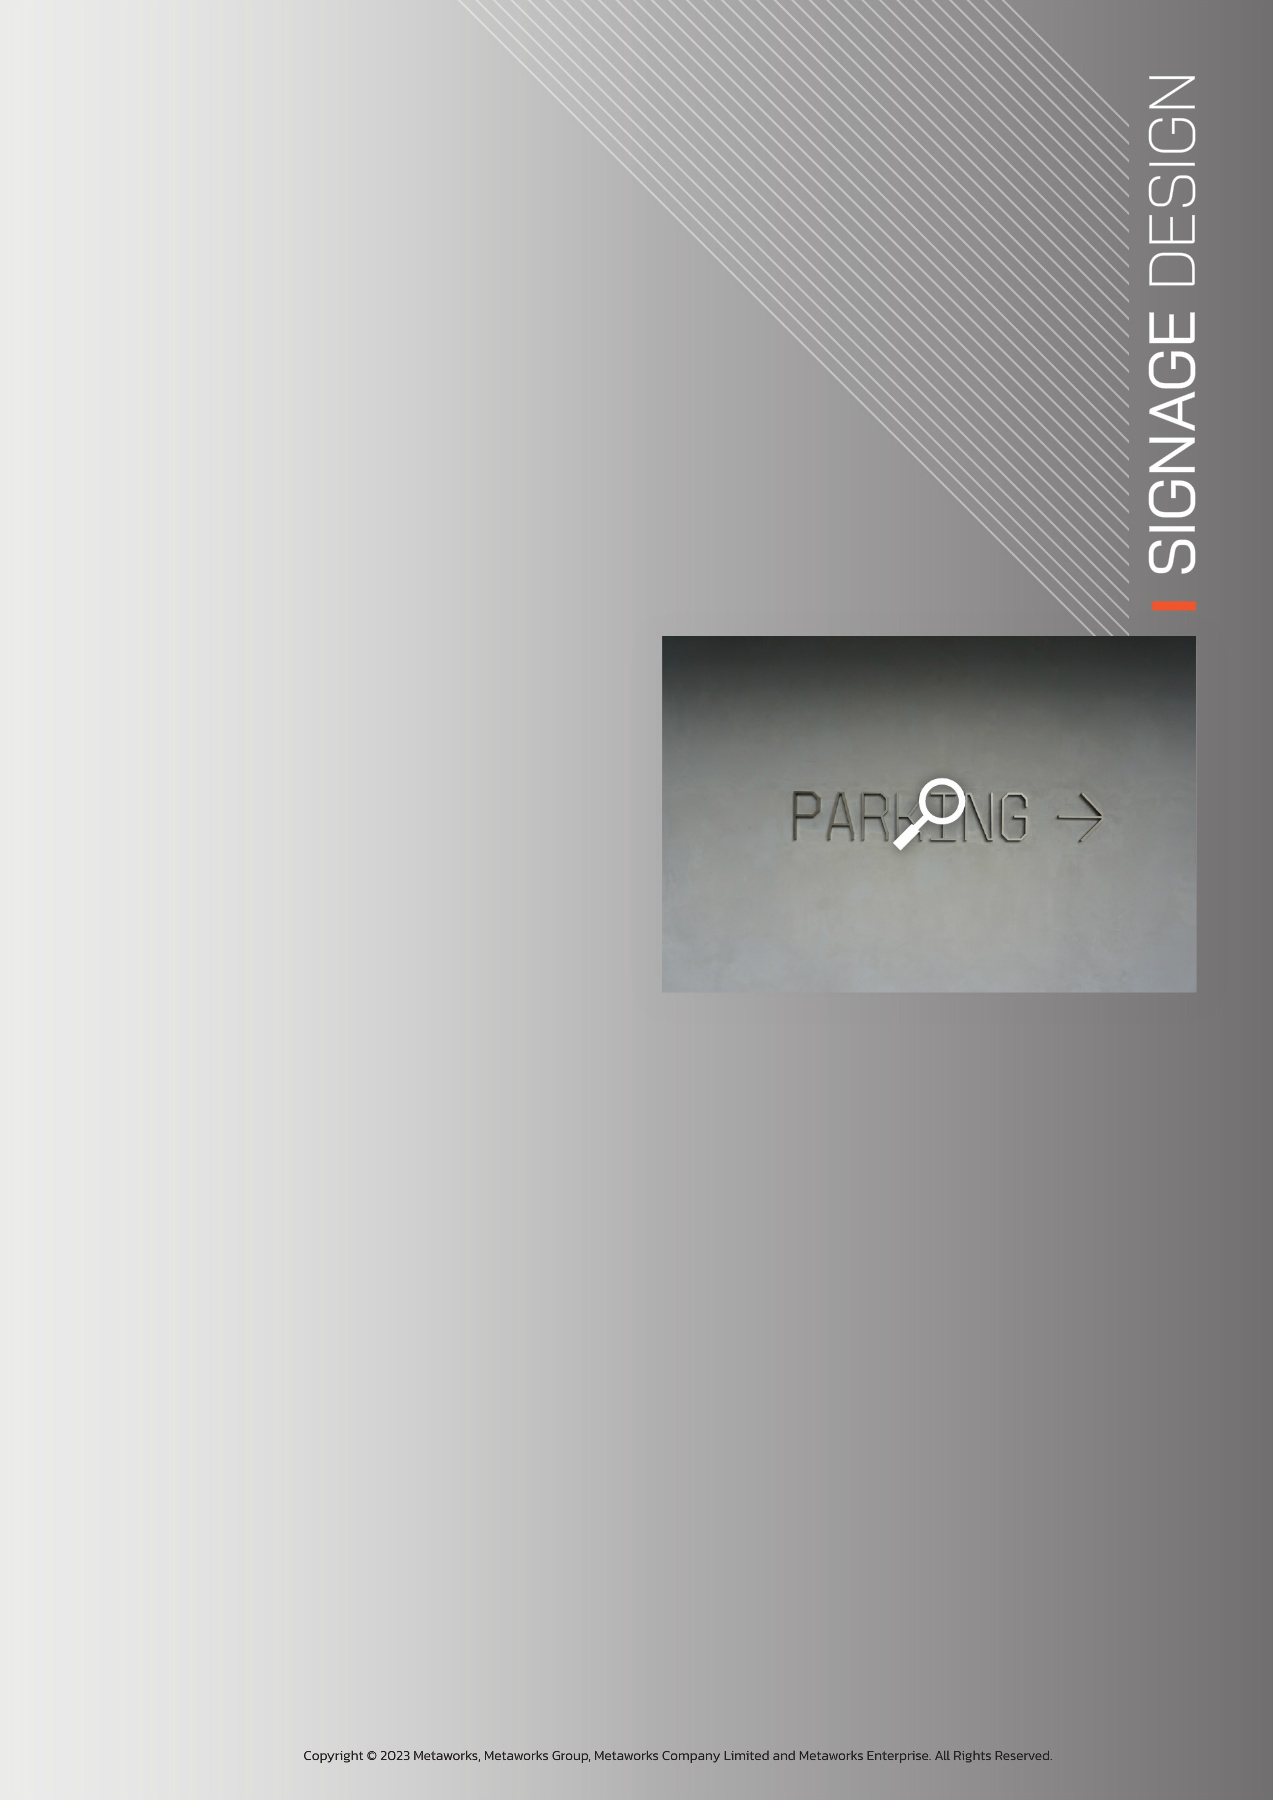 SIGNAGE DESIGN
PARKING →
Copyright © 2023 Metaworks, Metaworks Group, Metaworks Company Limited and Metaworks Enterprise. All Rights Reserved.